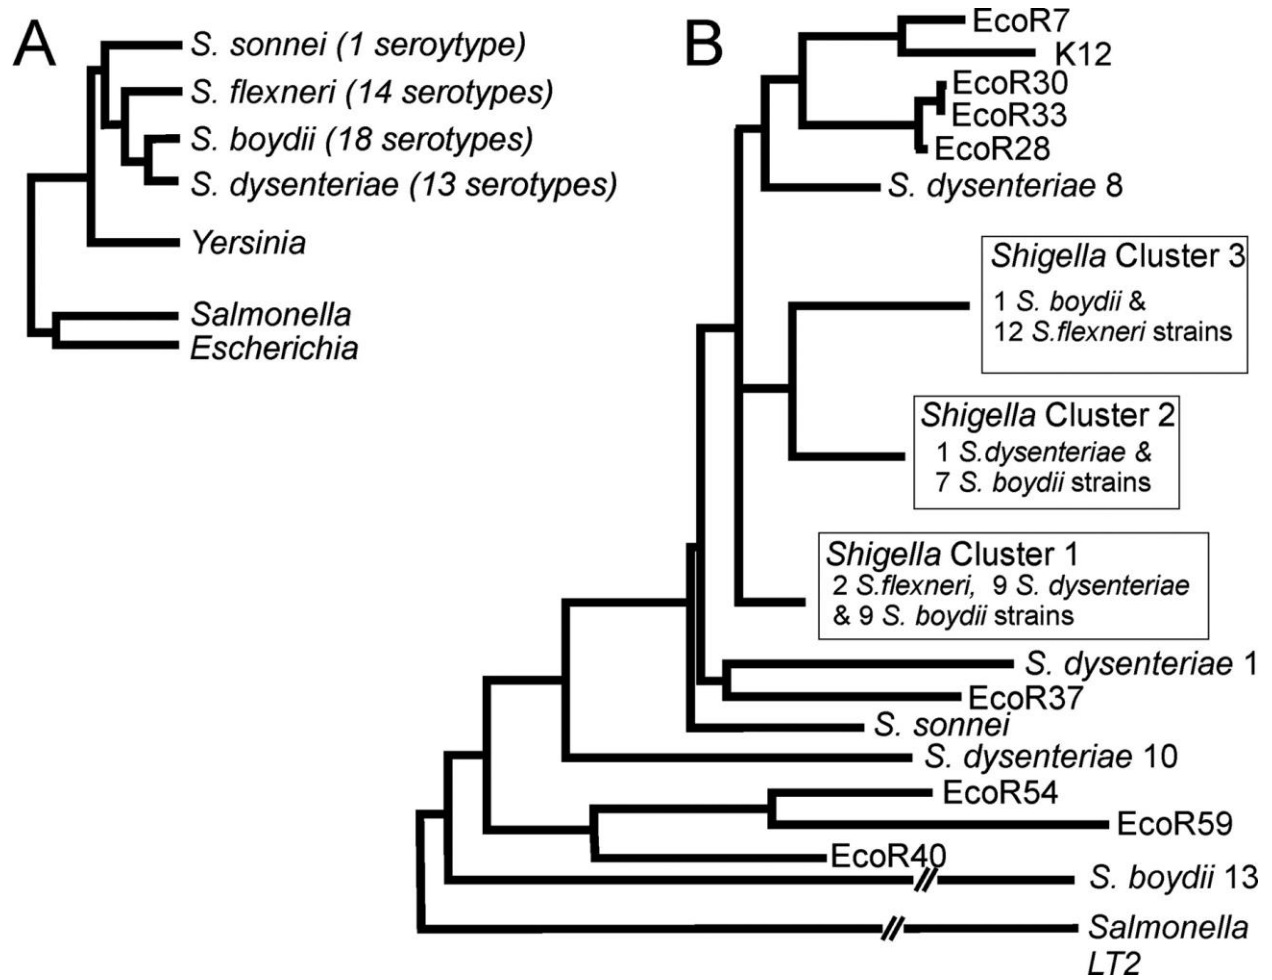 A
S. sonnei (1 seroytype)
S. flexneri (14 serotypes)
S. boydii (18 serotypes)
S. dysenteriae (13 serotypes)
Yersinia
Salmonella
Escherichia
B
EcoR7
K12
EcoR30
EcoR33
EcoR28
S. dysenteriae 8
Shigella Cluster 3
1 S. boydii &
12 S.flexneri strains
Shigella Cluster 2
1 S.dysenteriae &
7 S. boydii strains
Shigella Cluster 1
2 S.flexneri, 9 S. dysenteriae
& 9 S. boydii strains
S. dysenteriae 1
EcoR37
S. sonnei
S. dysenteriae 10
EcoR54
EcoR59
EcoR40
S. boydii 13
Salmonella
LT2